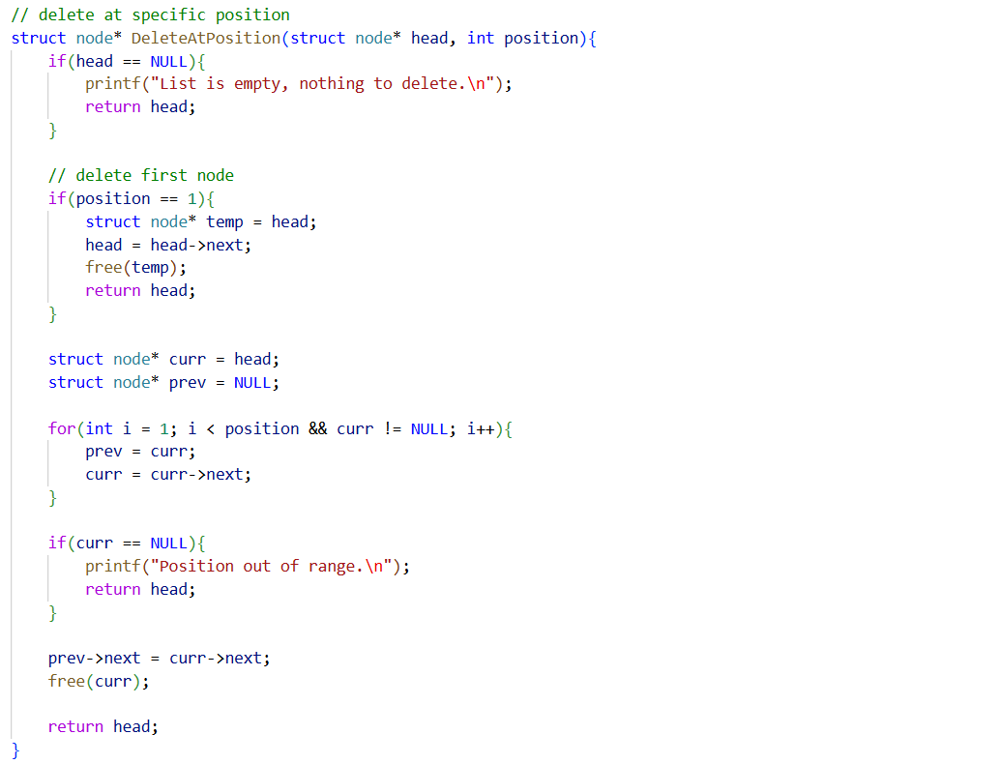 // delete at specific position
struct node* DeleteAtPosition(struct node* head, int position){
    if(head == NULL){
        printf("List is empty, nothing to delete.\n");
        return head;
    }

    // delete first node
    if(position == 1){
        struct node* temp = head;
        head = head->next;
        free(temp);
        return head;
    }

    struct node* curr = head;
    struct node* prev = NULL;

    for(int i = 1; i < position && curr != NULL; i++){
        prev = curr;
        curr = curr->next;
    }

    if(curr == NULL){
        printf("Position out of range.\n");
        return head;
    }

    prev->next = curr->next;
    free(curr);

    return head;
}